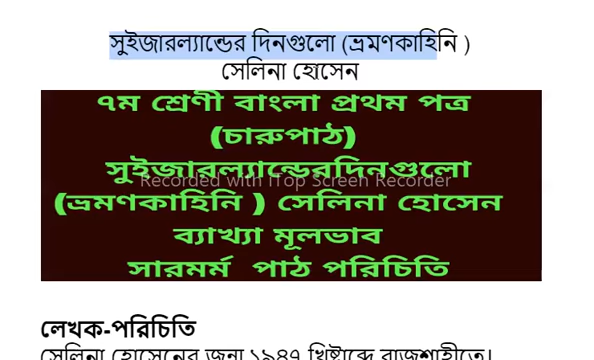 সুইজারল্যান্ডের দিনগুলো (ভ্রমণকাহিনি )
সেলিনা হোসেন
৭ম শ্রেণী বাংলা প্রথম পত্র
(চারুপাঠ)
সুইজারল্যান্ডেরদিনগুলো
Recorded with iTop Screen Recorder
(ভ্রমণকাহিনি ) সেলিনা হোসেন
ব্যাখ্যা মূলভাব
সারমর্ম পাঠ পরিচিতি
লেখক-পরিচিতি
সেলিনা হোসেনের জন্ম ১৯৪৭ খ্রিষ্টাব্দে রাজশাহীতে।